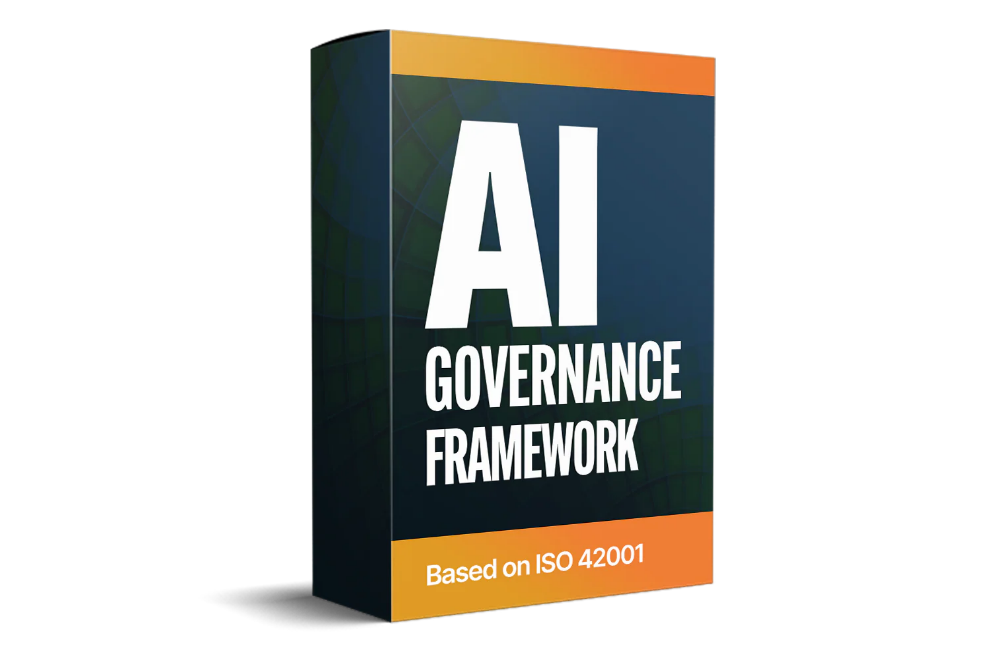 AI
GOVERNANCE
FRAMEWORK
Based on ISO 42001